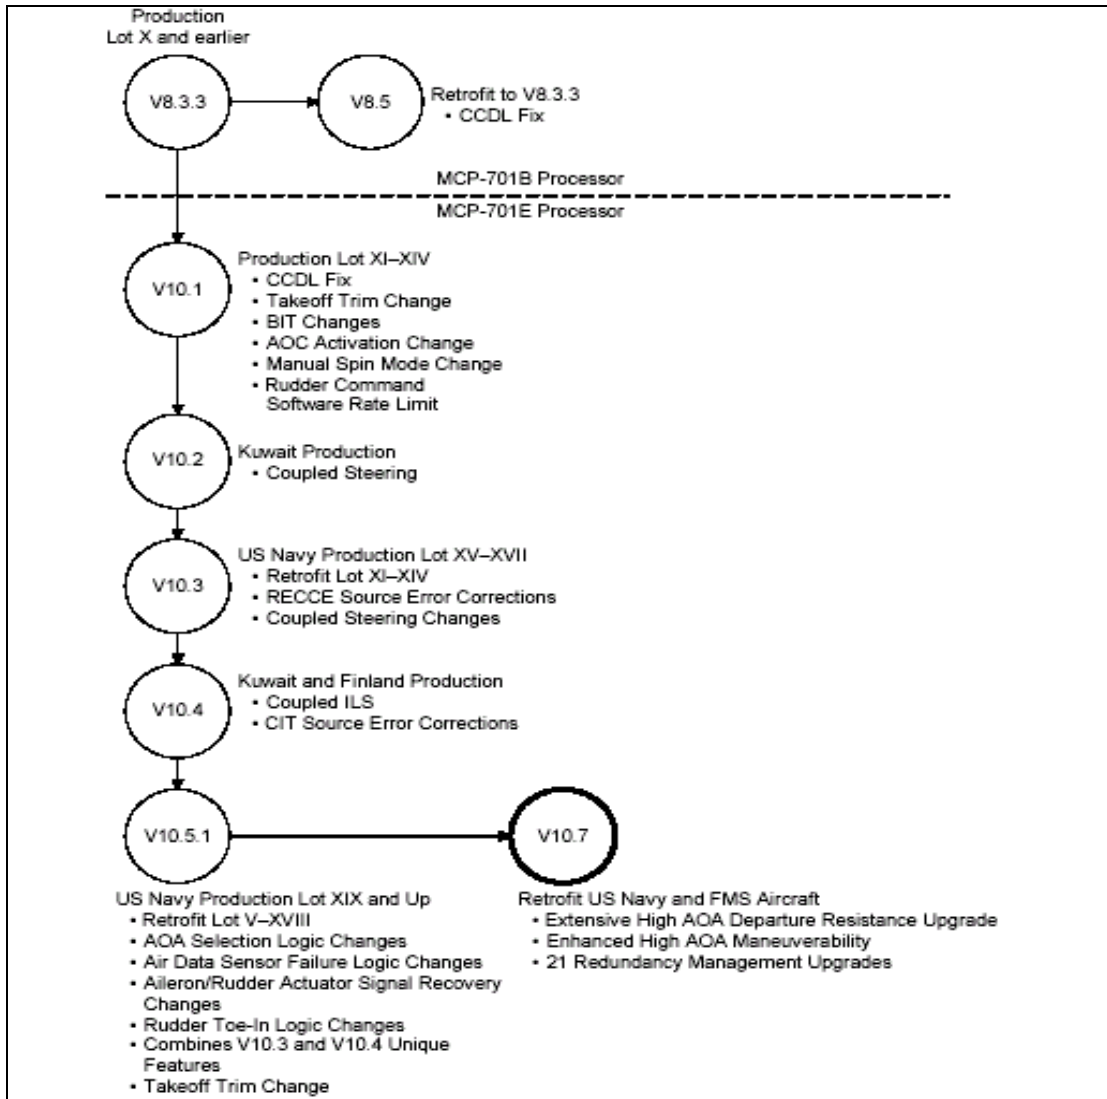 Production
Lot X and earlier
V8.3.3
V8.5
Retrofit to V8.3.3
• CCDL Fix
MCP-701B Processor
MCP-701E Processor
V10.1
Production Lot XI–XIV
• CCDL Fix
• Takeoff Trim Change
• BIT Changes
• AOC Activation Change
• Manual Spin Mode Change
• Rudder Command
Software Rate Limit
V10.2
Kuwait Production
• Coupled Steering
V10.3
US Navy Production Lot XV–XVII
• Retrofit Lot XI–XIV
• RECCE Source Error Corrections
• Coupled Steering Changes
V10.4
Kuwait and Finland Production
• Coupled ILS
• CIT Source Error Corrections
V10.5.1
US Navy Production Lot XIX and Up
• Retrofit Lot V–XVIII
• AOA Selection Logic Changes
• Air Data Sensor Failure Logic Changes
• Aileron/Rudder Actuator Signal Recovery
Changes
• Rudder Toe-In Logic Changes
• Combines V10.3 and V10.4 Unique
Features
• Takeoff Trim Change
V10.7
Retrofit US Navy and FMS Aircraft
• Extensive High AOA Departure Resistance Upgrade
• Enhanced High AOA Maneuverability
• 21 Redundancy Management Upgrades